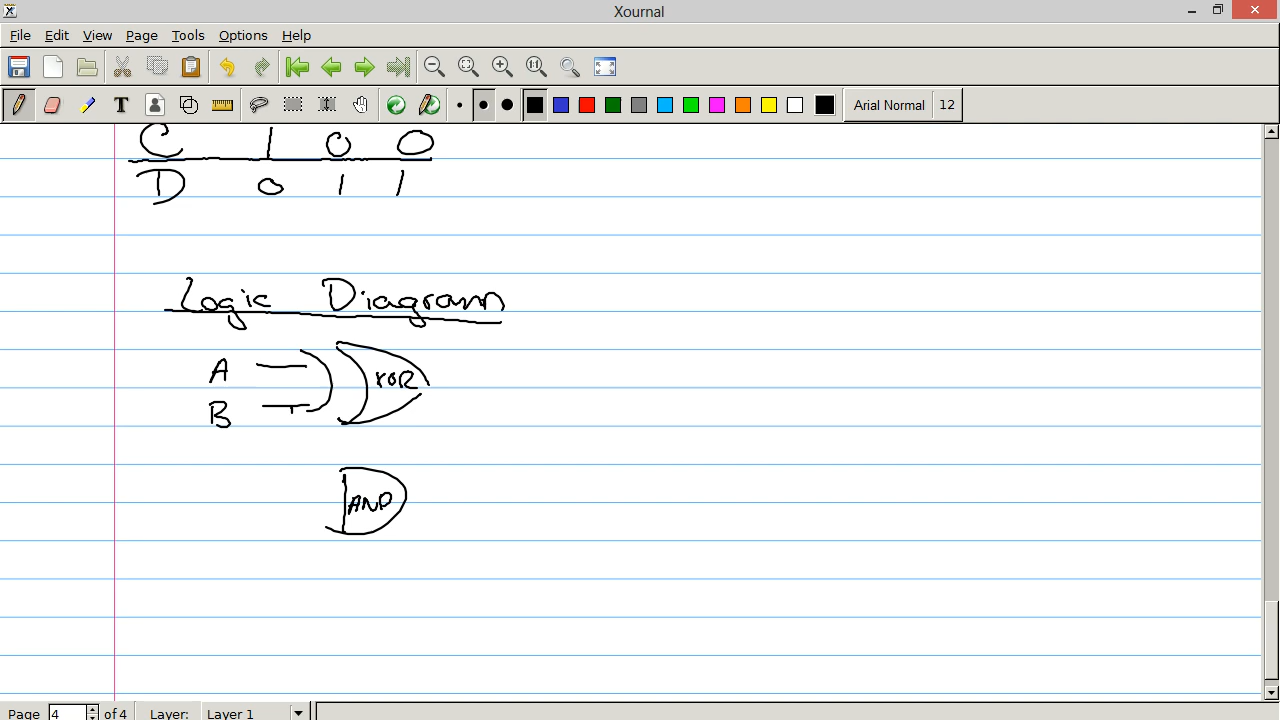 Xournal
File Edit View Page Tools Options Help
Arial Normal 12
C 1 0 0
D 0 1 1
Logic Diagram
A
XOR
B
AND
Page 4 of 4 Layer: Layer 1